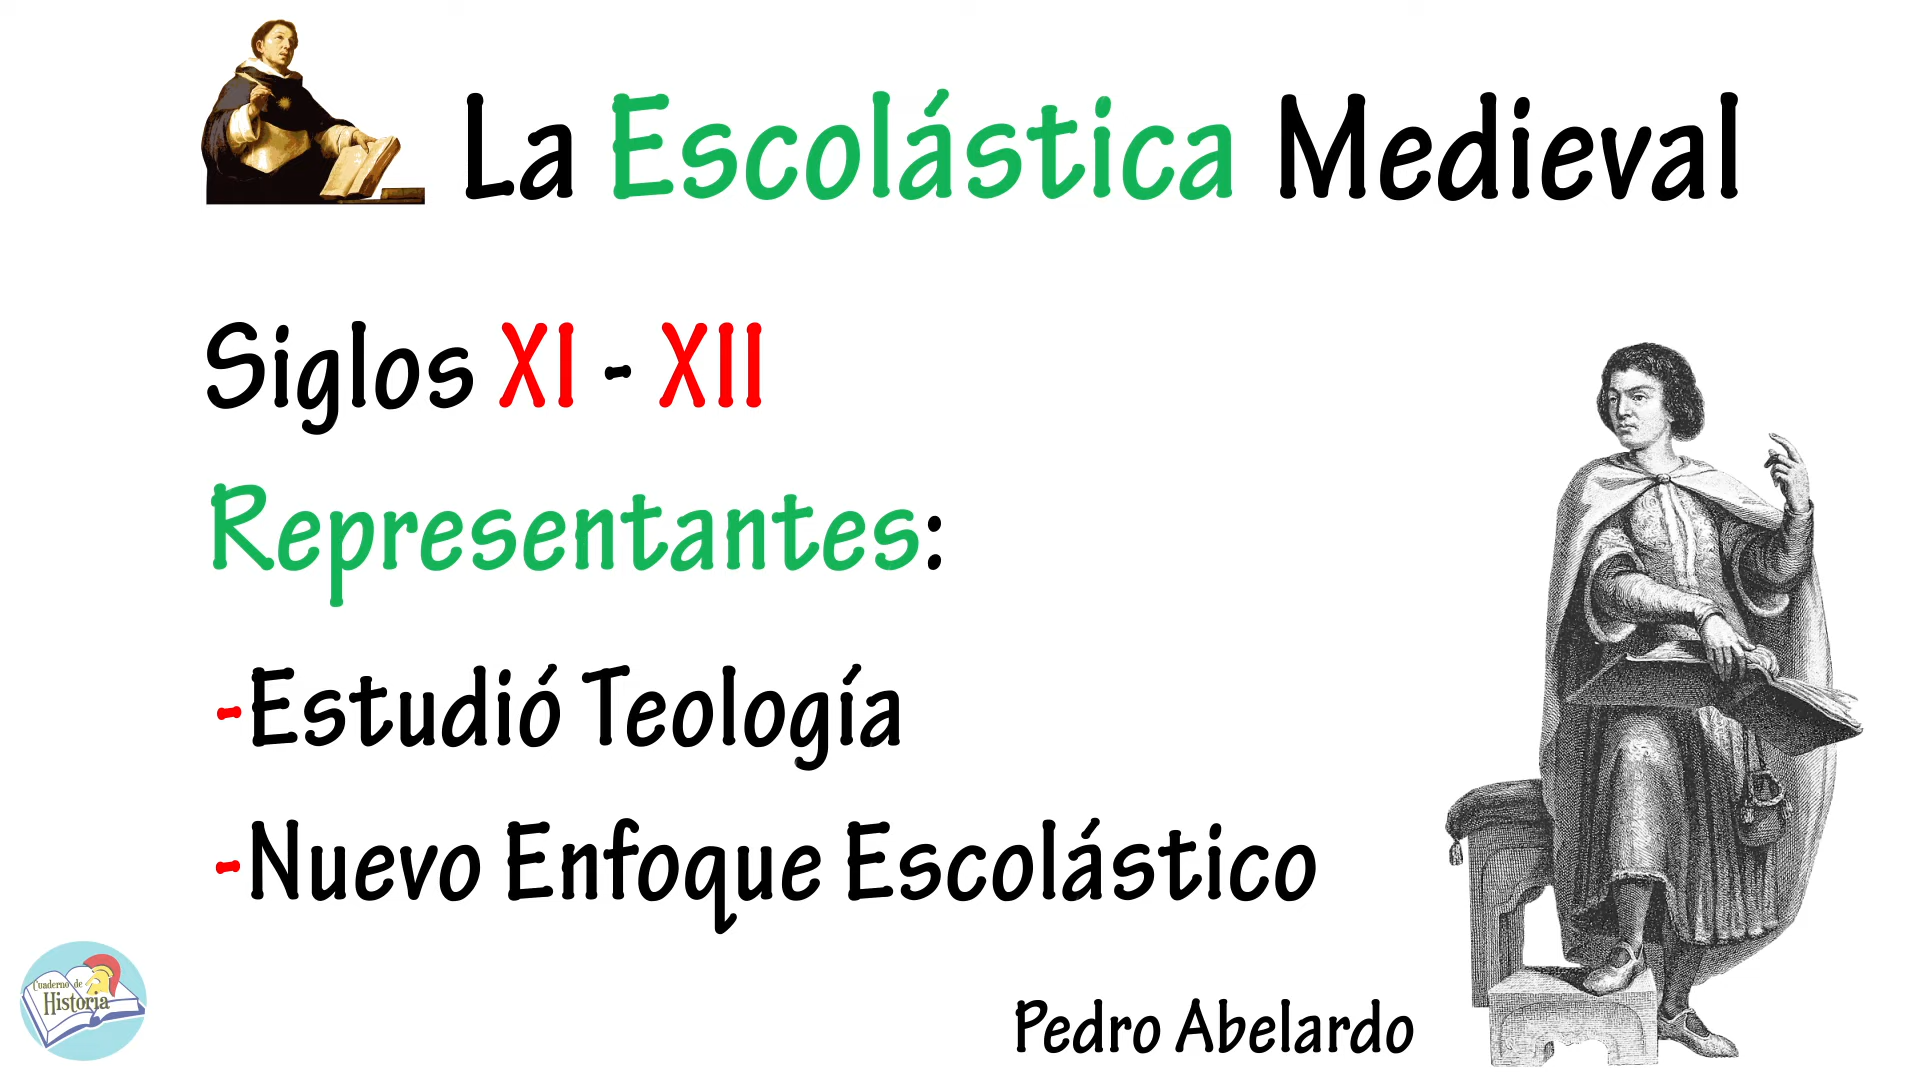 La Escolástica Medieval
Siglos XI - XII
Representantes:
-Estudió Teología
-Nuevo Enfoque Escolástico
Pedro Abelardo
Cuaderno de
Historia